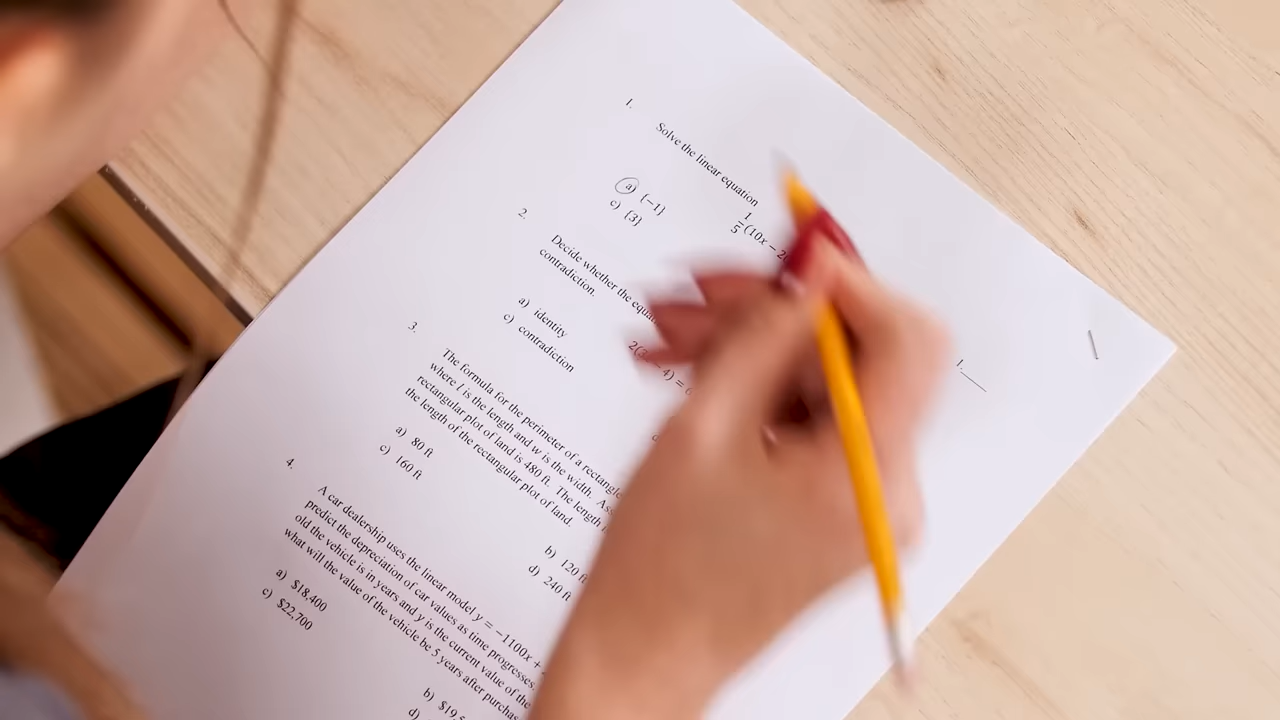 1.
Solve the linear equation
1/5 (10x − 2
a) {−1}
c) {3}
1.
2.
Decide whether the
contradiction.
2(
4) =
a) identity
c) contradiction
3.
The formula for the perimeter of a rectangle
where l is the length and w is the width.
rectangular plot of land is 480 ft. The length
the length of the rectangular plot of land.
a) 80 ft
c) 160 ft
b) 120 ft
d) 240 ft
4.
A car dealership uses the linear model y = −1100x +
predict the depreciation of car values as time progresses
old the vehicle is in years and y is the current value of the
what will the value of the vehicle be 5 years after
a) $18,400
c) $22,700
b) $19,5
d)